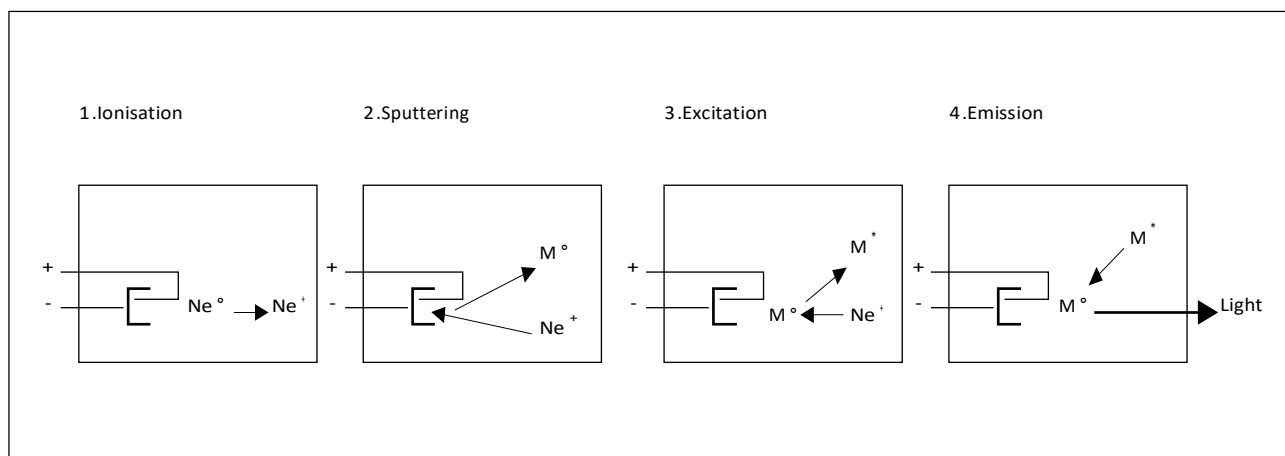 1.Ionisation
2.Sputtering
3.Excitation
4.Emission
+
-
Ne° Ne⁺
+
-
M°
Ne⁺
+
-
M*
M° Ne⁺
+
-
M*
M°
Light